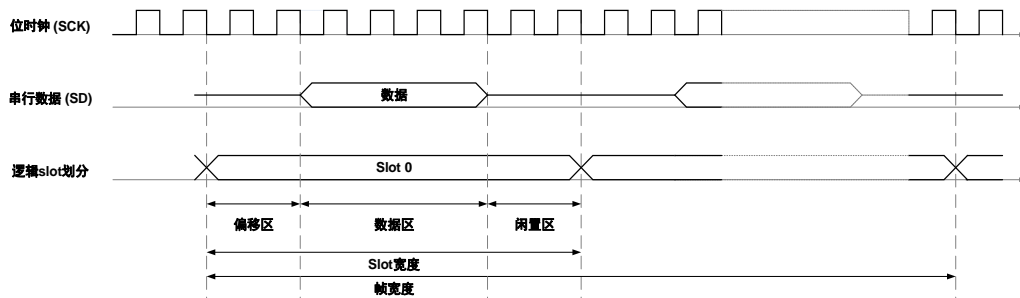 位时钟 (SCK)
串行数据 (SD)
数据
逻辑slot划分
Slot 0
偏移区
数据区
闲置区
Slot宽度
帧宽度